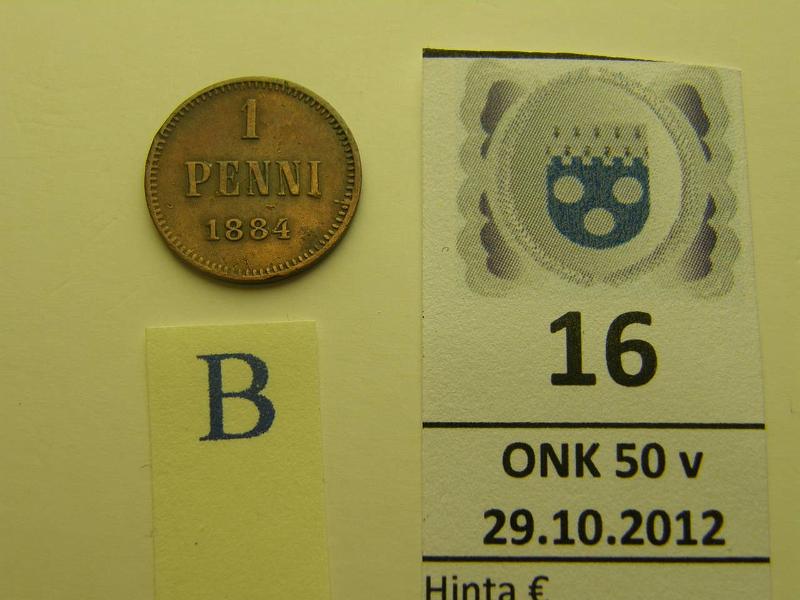 1
PENNI
1884
B
16
ONK 50 v
29.10.2012
Hinta €